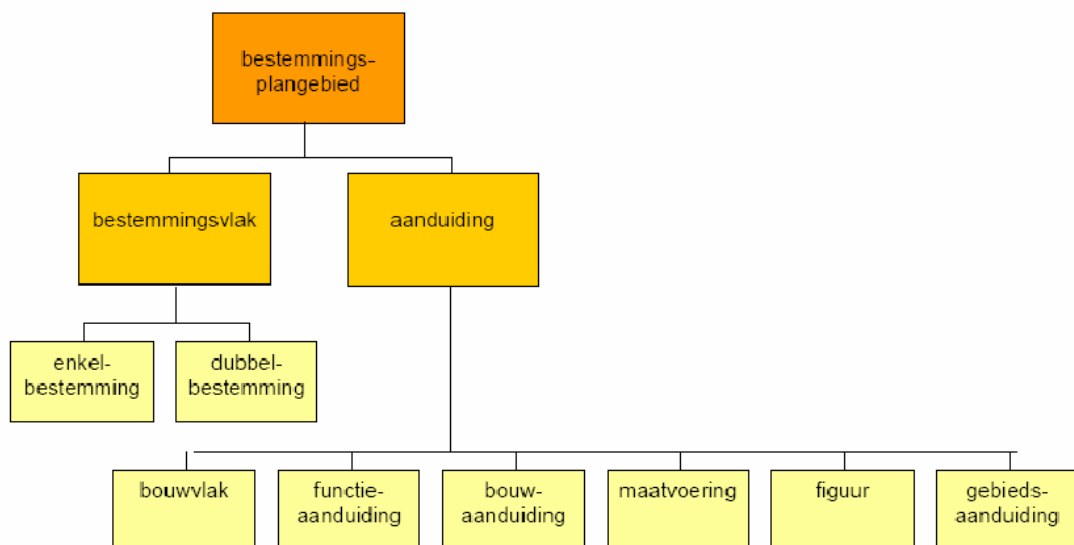 bestemmings-
plangebied
bestemmingsvlak
aanduiding
enkel-
bestemming
dubbel-
bestemming
bouwvlak
functie-
aanduiding
bouw-
aanduiding
maatvoering
figuur
gebieds-
aanduiding